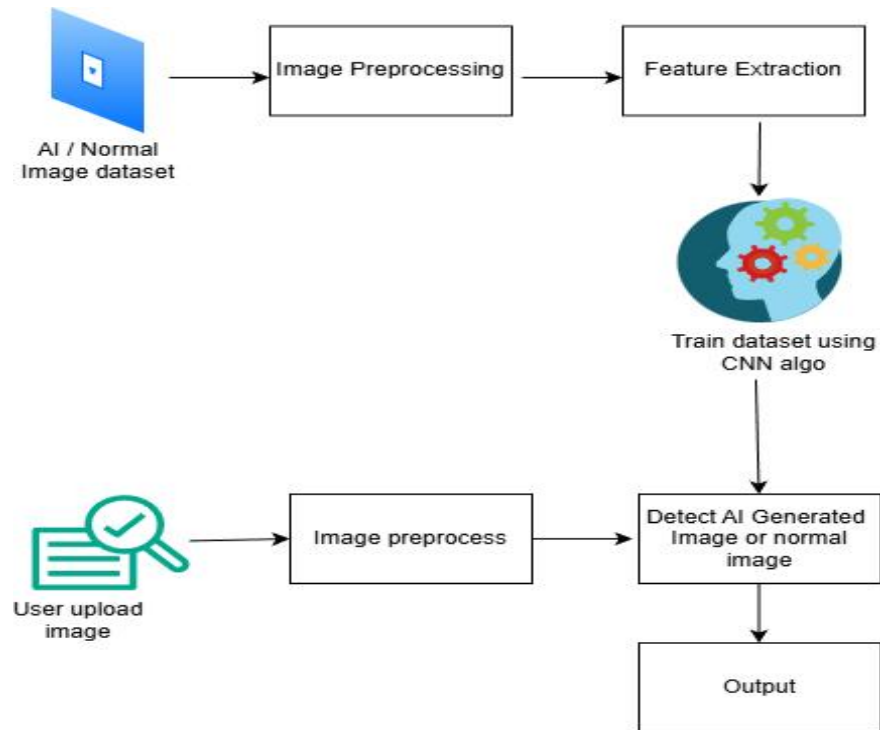 Image Preprocessing
Feature Extraction
AI / Normal
Image dataset
Train dataset using
CNN algo
User upload
image
Image preprocess
Detect AI Generated
Image or normal
image
Output